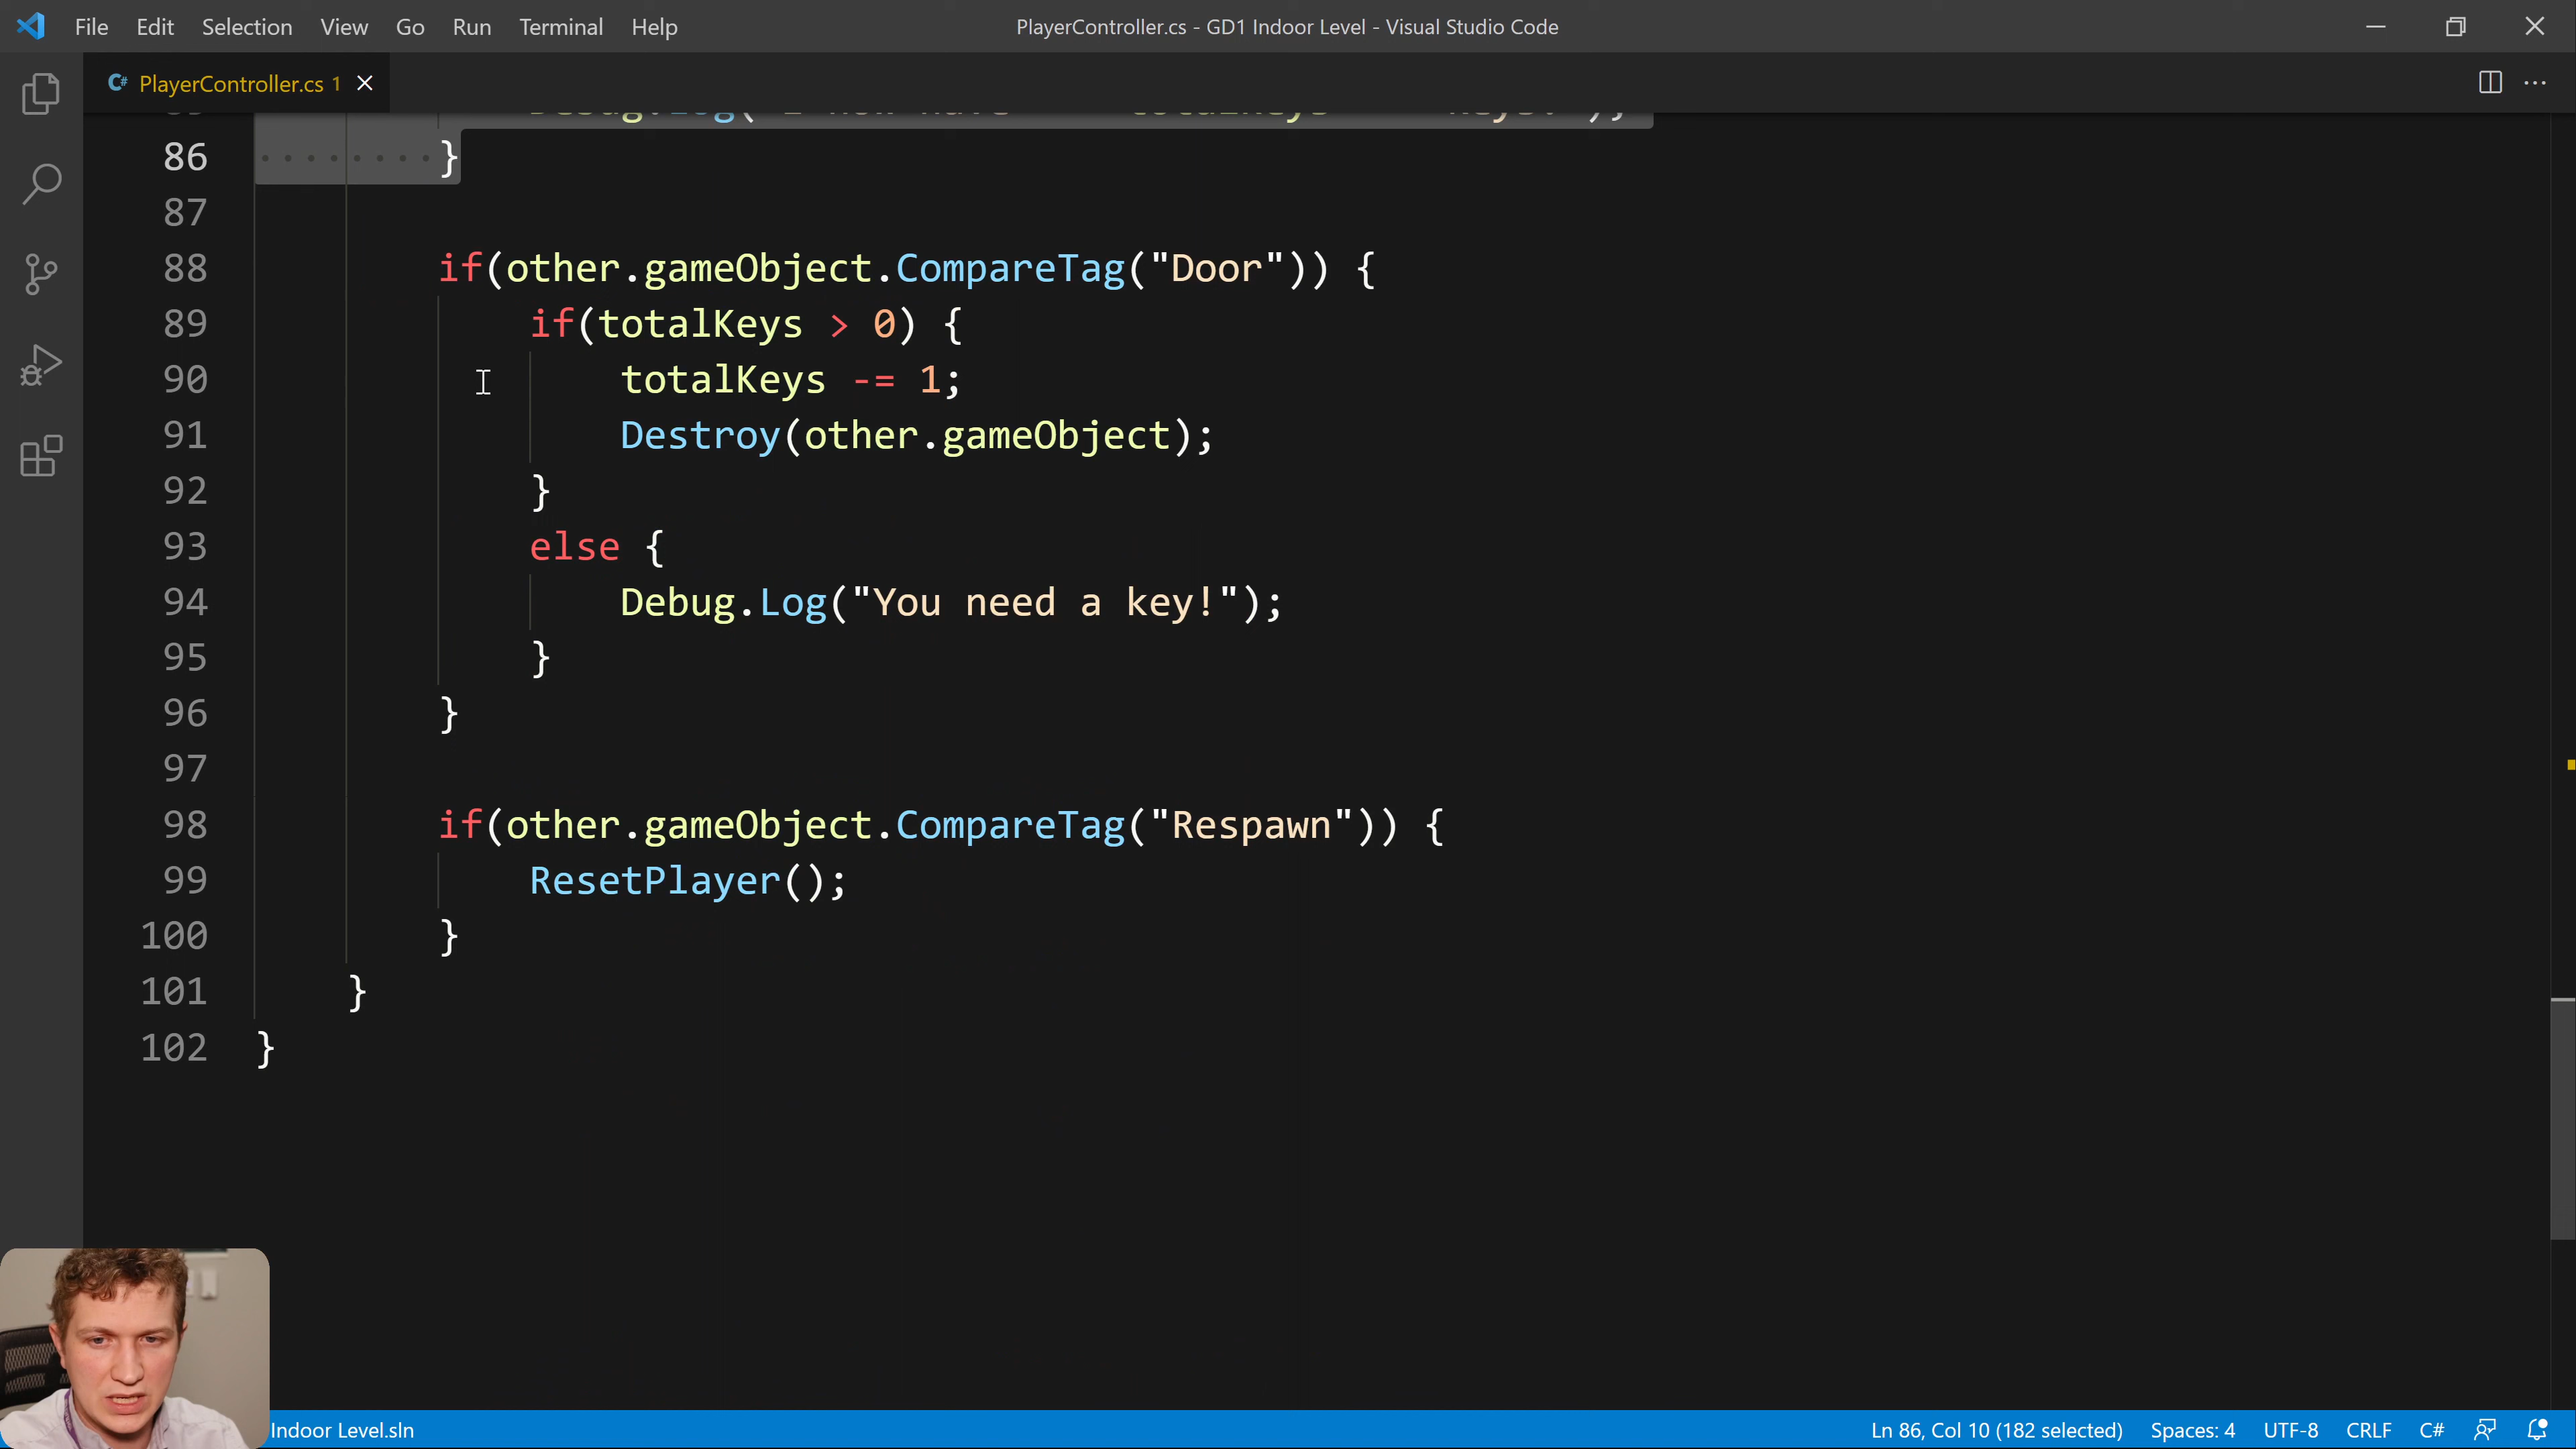 File Edit Selection View Go Run Terminal Help PlayerController.cs - GD1 Indoor Level - Visual Studio Code
C# PlayerController.cs 1
86 }
87
88 if(other.gameObject.CompareTag("Door")) {
89 if(totalKeys > 0) {
90 totalKeys -= 1;
91 Destroy(other.gameObject);
92 }
93 else {
94 Debug.Log("You need a key!");
95 }
96 }
97
98 if(other.gameObject.CompareTag("Respawn")) {
99 ResetPlayer();
100 }
101 }
102 }
Indoor Level.sln Ln 86, Col 10 (182 selected) Spaces: 4 UTF-8 CRLF C#